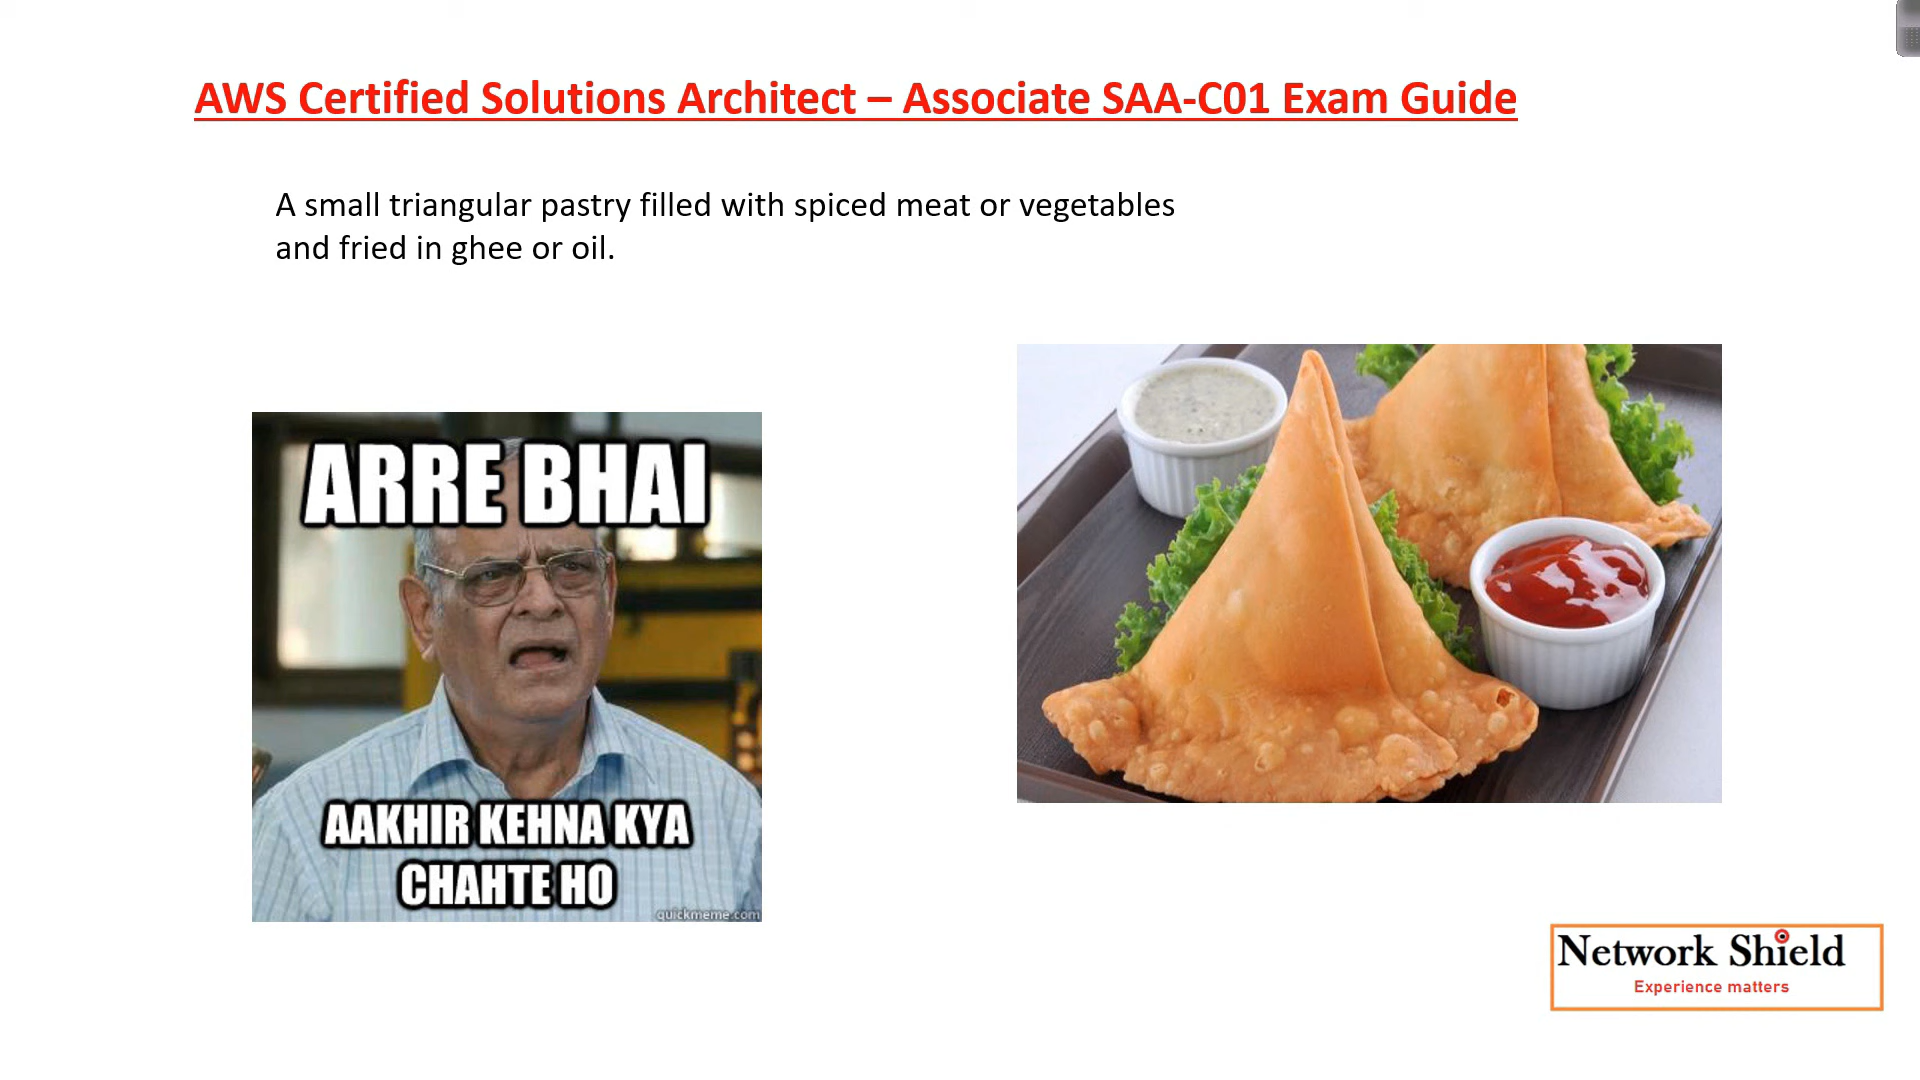 AWS Certified Solutions Architect – Associate SAA-C01 Exam Guide
A small triangular pastry filled with spiced meat or vegetables
and fried in ghee or oil.
ARRE BHAI
AAKHIR KEHNA KYA
CHAHTE HO
quickmeme.com
Network Shield
Experience matters